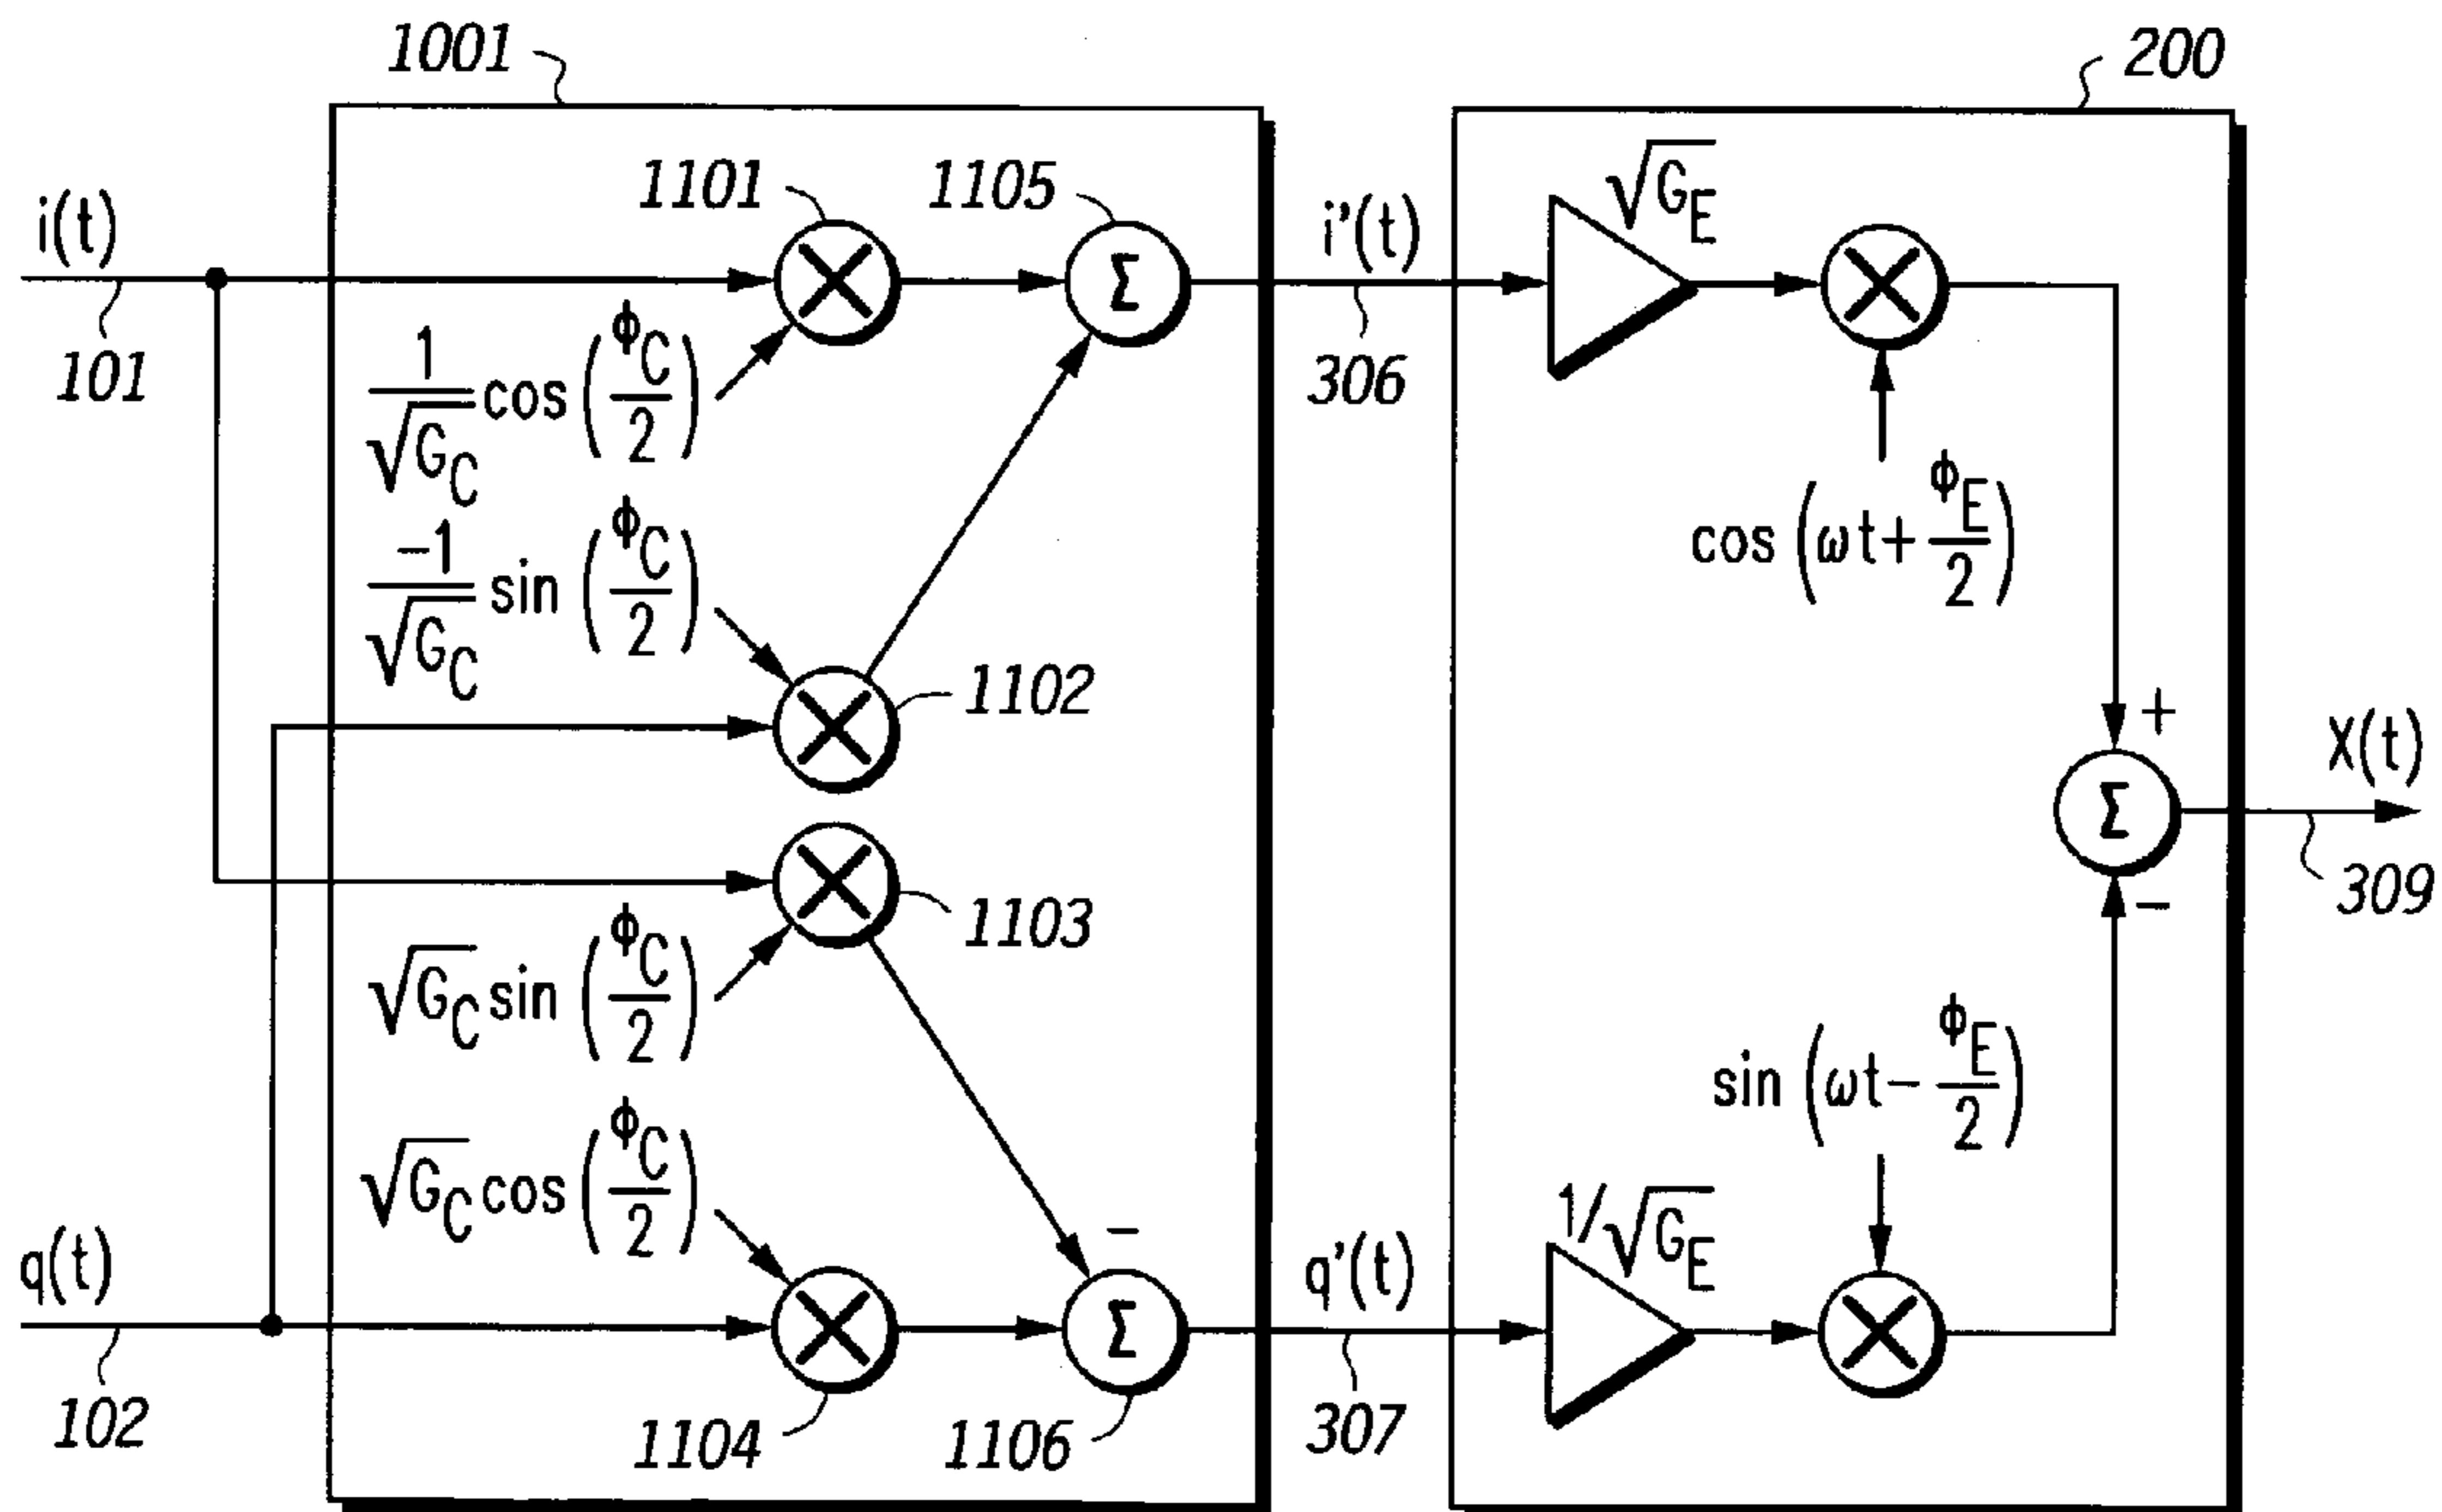 1001
200
1101
1105
i(t)
i'(t)
√G_E
101
306
1/√G_C cos (ϕ_C/2)
-1/√G_C sin (ϕ_C/2)
Σ
cos (ωt+ ϕ_E/2)
1102
+
X(t)
Σ
309
-
1103
√G_C sin (ϕ_C/2)
sin (ωt- ϕ_E/2)
√G_C cos (ϕ_C/2)
-
1/√G_E
q(t)
q'(t)
Σ
102
1104
1106
307